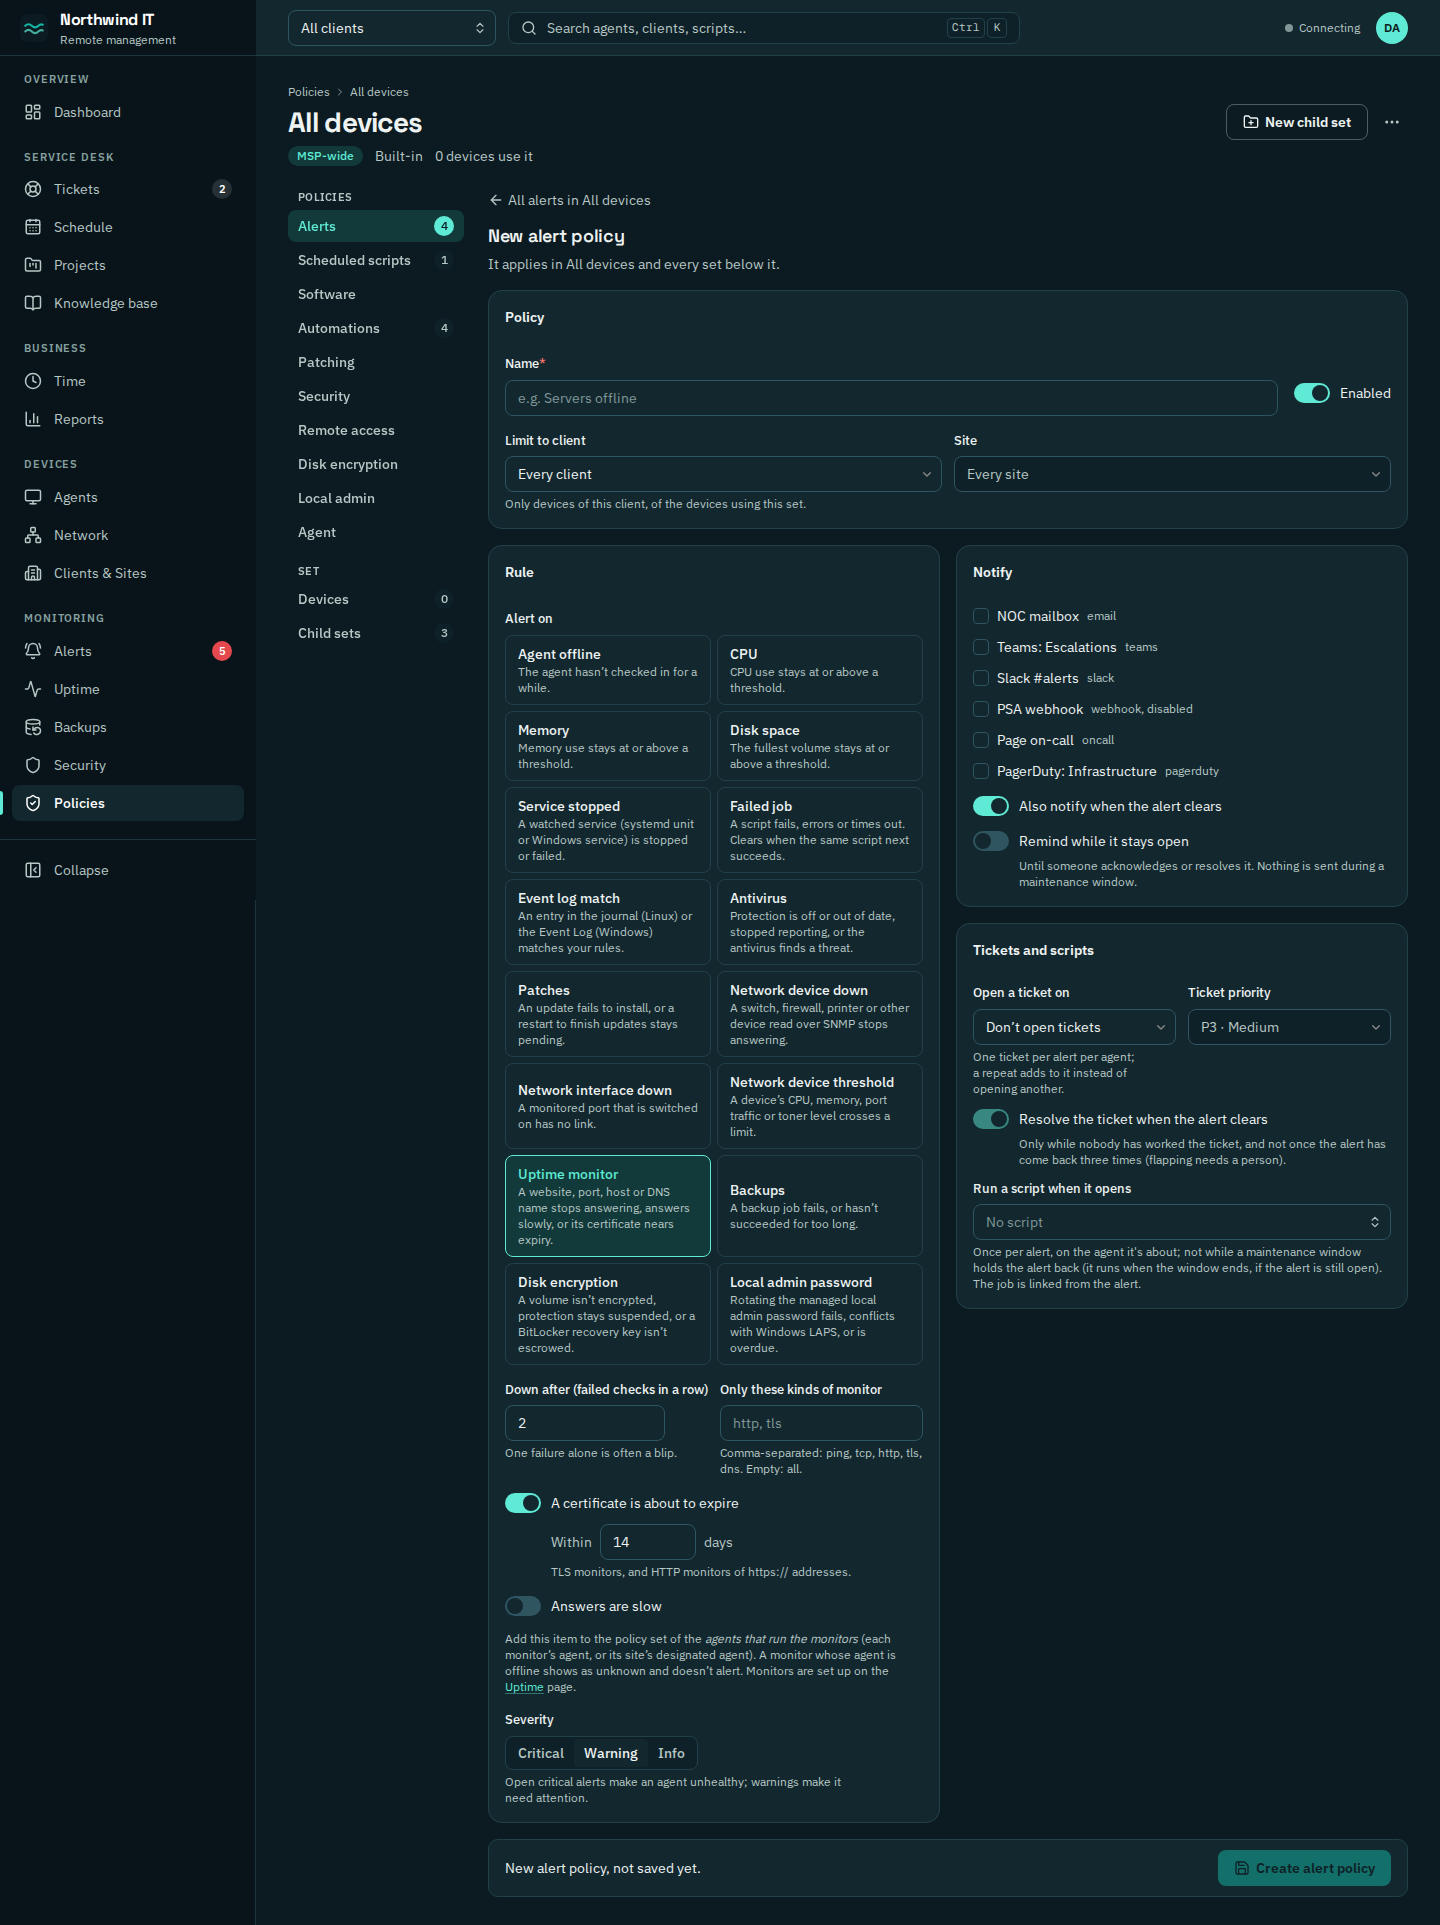 Northwind IT
Remote management
All clients
Search agents, clients, scripts...
Ctrl K
Connecting
DA
OVERVIEW
Dashboard
SERVICE DESK
Tickets 2
Schedule
Projects
Knowledge base
BUSINESS
Time
Reports
DEVICES
Agents
Network
Clients & Sites
MONITORING
Alerts 5
Uptime
Backups
Security
Policies
Collapse
Policies > All devices
All devices
MSP-wide Built-in 0 devices use it
New child set
POLICIES
Alerts 4
Scheduled scripts 1
Software
Automations 4
Patching
Security
Remote access
Disk encryption
Local admin
Agent
SET
Devices 0
Child sets 3
← All alerts in All devices
New alert policy
It applies in All devices and every set below it.
Policy
Name*
e.g. Servers offline
Enabled
Limit to client
Every client
Only devices of this client, of the devices using this set.
Site
Every site
Rule
Alert on
Agent offline
The agent hasn’t checked in for a
while.
CPU
CPU use stays at or above a
threshold.
Memory
Memory use stays at or above a
threshold.
Disk space
The fullest volume stays at or
above a threshold.
Service stopped
A watched service (systemd unit
or Windows service) is stopped
or failed.
Failed job
A script fails, errors or times out.
Clears when the same script next
succeeds.
Event log match
An entry in the journal (Linux) or
the Event Log (Windows)
matches your rules.
Antivirus
Protection is off or out of date,
stopped reporting, or the
antivirus finds a threat.
Patches
An update fails to install, or a
restart to finish updates stays
pending.
Network device down
A switch, firewall, printer or other
device read over SNMP stops
answering.
Network interface down
A monitored port that is switched
on has no link.
Network device threshold
A device’s CPU, memory, port
traffic or toner level crosses a
limit.
Uptime monitor
A website, port, host or DNS
name stops answering, answers
slowly, or its certificate nears
expiry.
Backups
A backup job fails, or hasn’t
succeeded for too long.
Disk encryption
A volume isn’t encrypted,
protection stays suspended, or a
BitLocker recovery key isn’t
escrowed.
Local admin password
Rotating the managed local
admin password fails, conflicts
with Windows LAPS, or is
overdue.
Down after (failed checks in a row)
2
One failure alone is often a blip.
Only these kinds of monitor
http, tls
Comma-separated: ping, tcp, http, tls,
dns. Empty: all.
A certificate is about to expire
Within 14 days
TLS monitors, and HTTP monitors of https:// addresses.
Answers are slow
Add this item to the policy set of the agents that run the monitors (each
monitor’s agent, or its site’s designated agent). A monitor whose agent is
offline shows as unknown and doesn’t alert. Monitors are set up on the
Uptime page.
Severity
Critical Warning Info
Open critical alerts make an agent unhealthy; warnings make it
need attention.
Notify
NOC mailbox email
Teams: Escalations teams
Slack #alerts slack
PSA webhook webhook, disabled
Page on-call oncall
PagerDuty: Infrastructure pagerduty
Also notify when the alert clears
Remind while it stays open
Until someone acknowledges or resolves it. Nothing is sent during a
maintenance window.
Tickets and scripts
Open a ticket on
Don’t open tickets
One ticket per alert per agent;
a repeat adds to it instead of
opening another.
Ticket priority
P3 · Medium
Resolve the ticket when the alert clears
Only while nobody has worked the ticket, and not once the alert has
come back three times (flapping needs a person).
Run a script when it opens
No script
Once per alert, on the agent it's about; not while a maintenance window
holds the alert back (it runs when the window ends, if the alert is still open).
The job is linked from the alert.
New alert policy, not saved yet.
Create alert policy